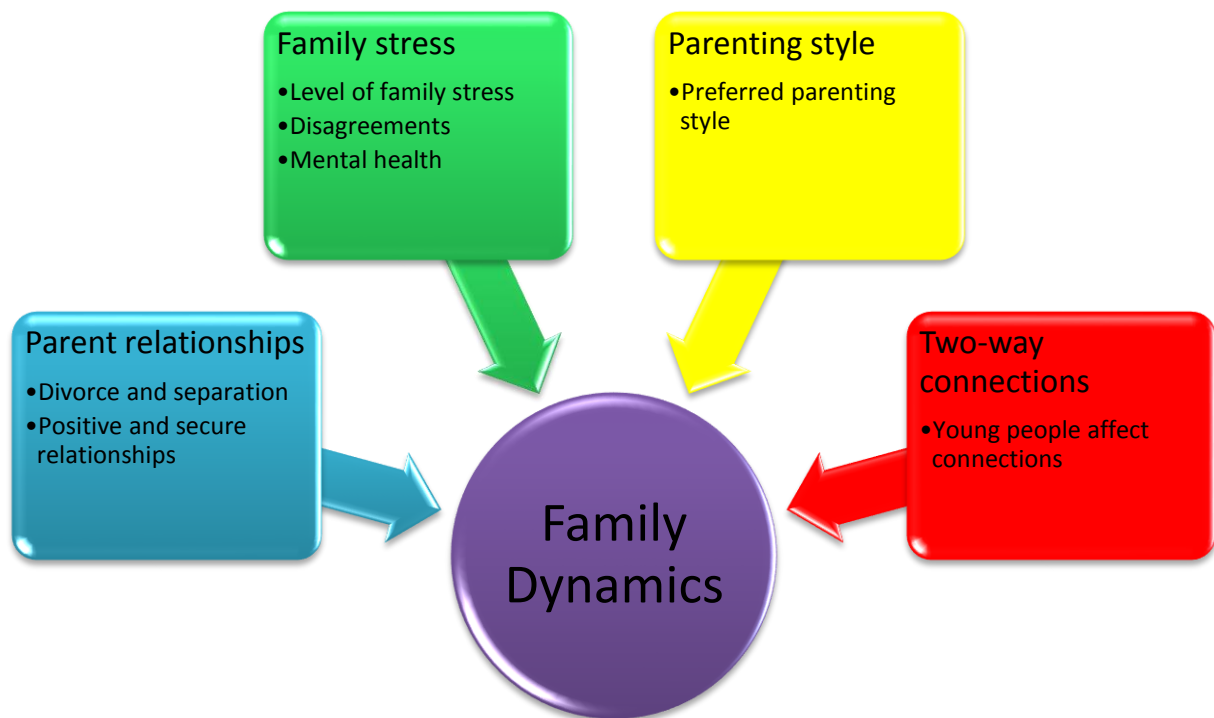 Family stress
•Level of family stress
•Disagreements
•Mental health
Parenting style
•Preferred parenting
style
Parent relationships
•Divorce and separation
•Positive and secure
relationships
Two-way
connections
•Young people affect
connections
Family
Dynamics